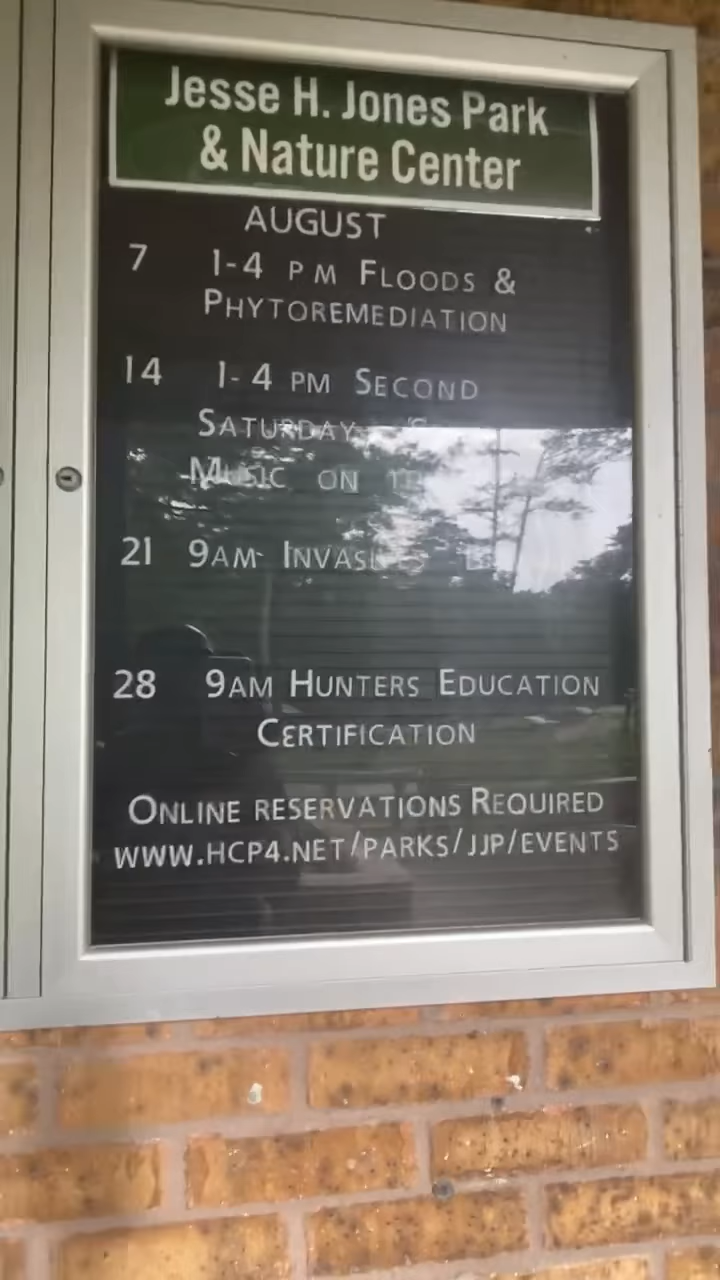 Jesse H. Jones Park
& Nature Center
AUGUST
7 1-4 PM FLOODS &
PHYTOREMEDIATION
14 1-4 PM SECOND
SATURDAY
MUSIC ON
21 9AM
28 9AM HUNTERS EDUCATION
CERTIFICATION
ONLINE RESERVATIONS REQUIRED
WWW.HCP4.NET/PARKS/JJP/EVENTS